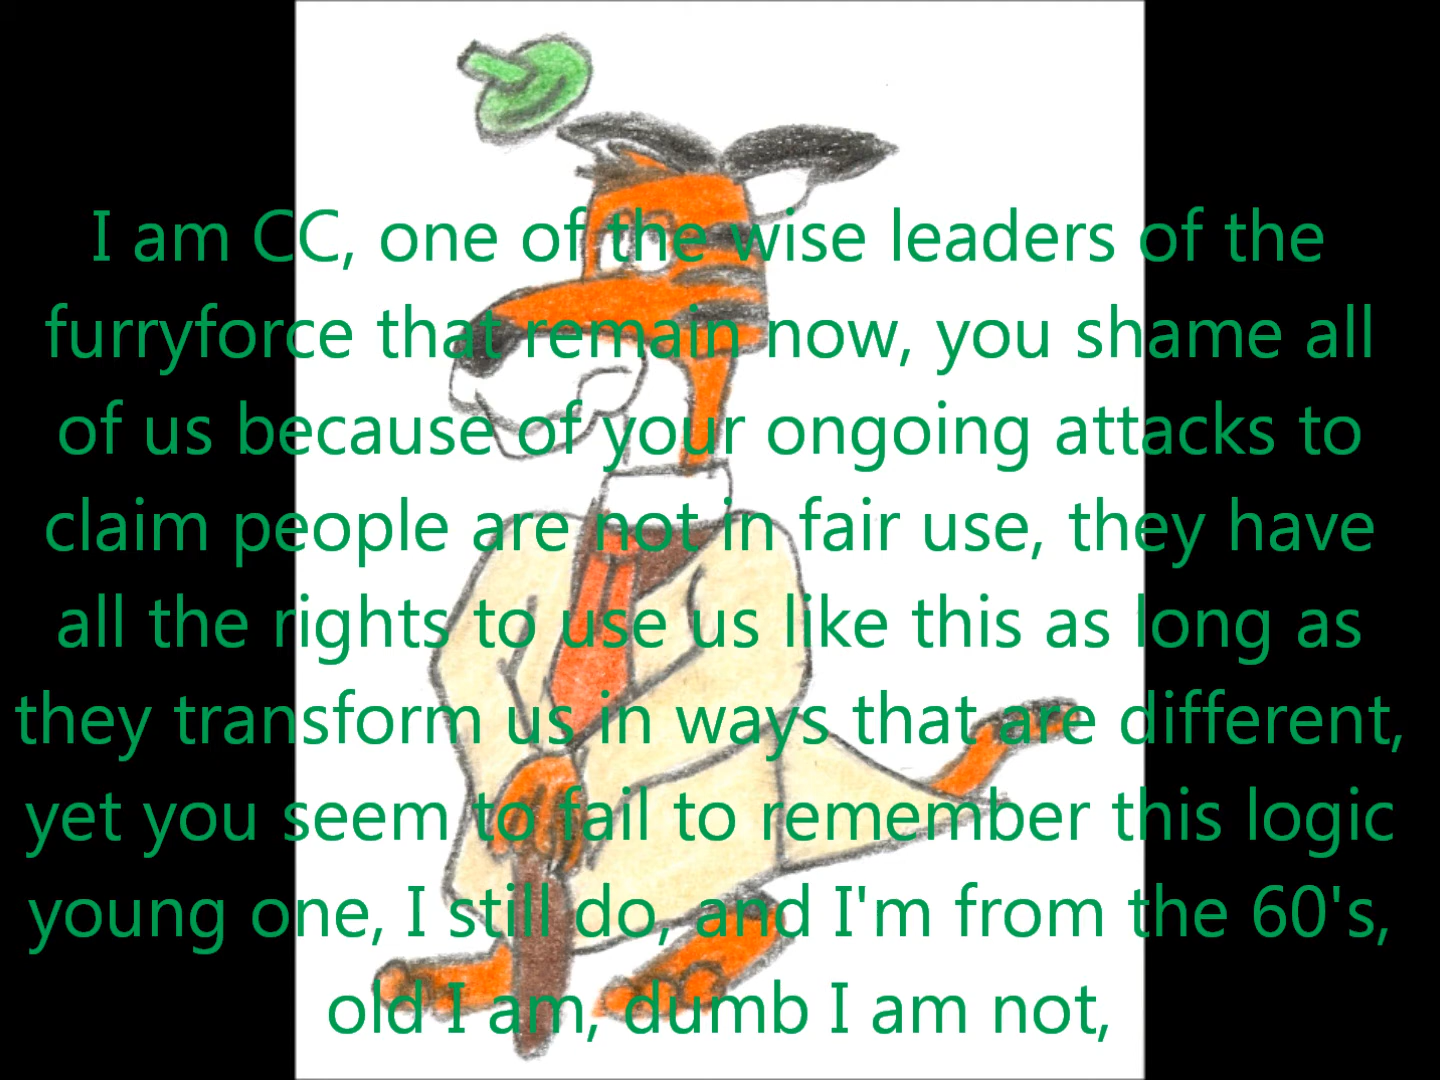 I am CC, one of the wise leaders of the
furryforce that remain now, you shame all
of us because of your ongoing attacks to
claim people are not in fair use, they have
all the rights to use us like this as long as
they transform us in ways that are different,
yet you seem to fail to remember this logic
young one, I still do, and I'm from the 60's,
old I am, dumb I am not,